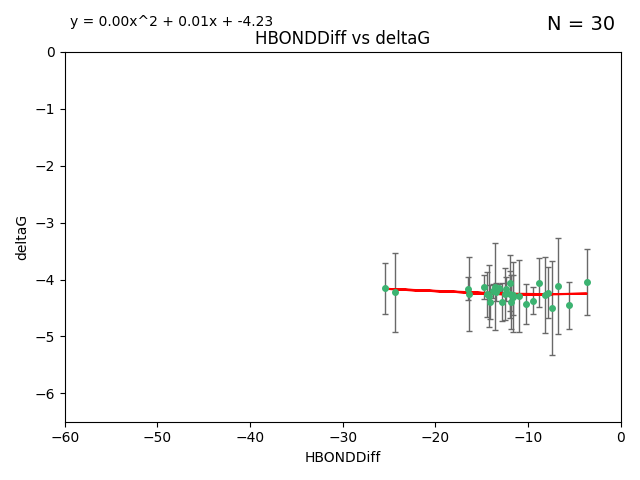 y = 0.00x^2 + 0.01x + -4.23
N = 30
HBONDDiff vs deltaG
0
−1
−2
−3
−4
−5
−6
deltaG
−60
−50
−40
−30
−20
−10
0
HBONDDiff